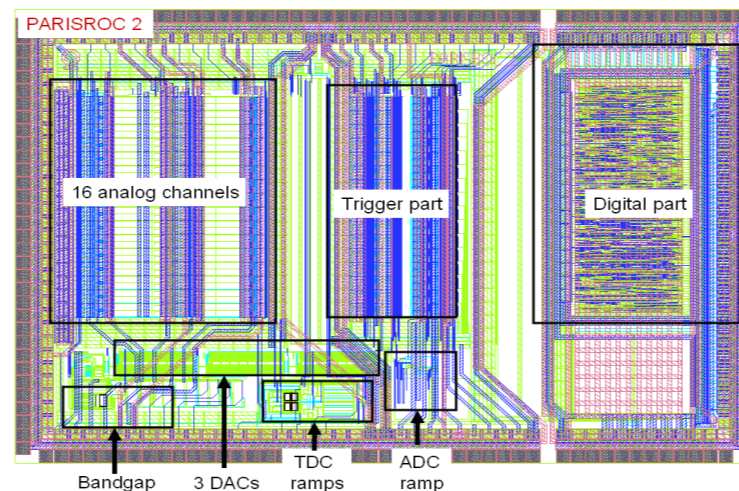 PARISROC 2
16 analog channels
Trigger part
Digital part
Bandgap
3 DACs
TDC
ramps
ADC
ramp